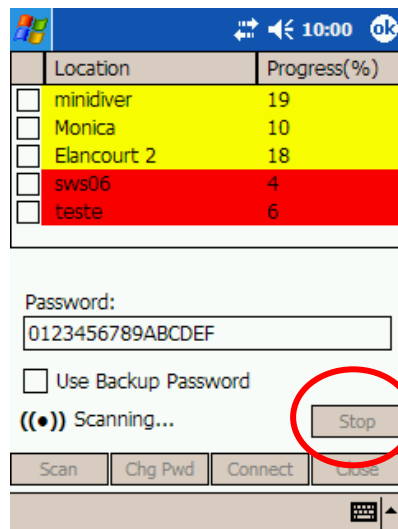 10:00 ok
Location Progress(%)
minidiver 19
Monica 10
Elancourt 2 18
sws06 4
teste 6
Password:
0123456789ABCDEF
Use Backup Password
((•)) Scanning... Stop
Scan Chg Pwd Connect Close